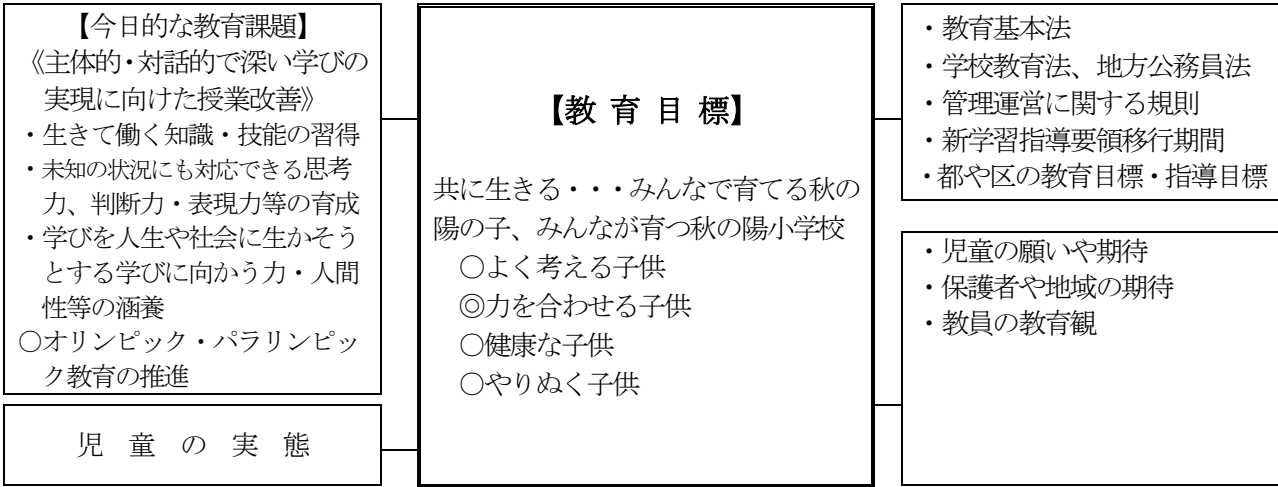 【今日的な教育課題】
《主体的・対話的で深い学びの
実現に向けた授業改善》
・生きて働く知識・技能の習得
・未知の状況にも対応できる思考
力、判断力・表現力等の育成
・学びを人生や社会に生かそう
とする学びに向かう力・人間
性等の涵養
○オリンピック・パラリンピッ
ク教育の推進
児 童 の 実 態
【教 育 目 標】
共に生きる・・・みんなで育てる秋の
陽の子、みんなが育つ秋の陽小学校
○よく考える子供
◎力を合わせる子供
○健康な子供
○やりぬく子供
・教育基本法
・学校教育法、地方公務員法
・管理運営に関する規則
・新学習指導要領移行期間
・都や区の教育目標・指導目標
・児童の願いや期待
・保護者や地域の期待
・教員の教育観